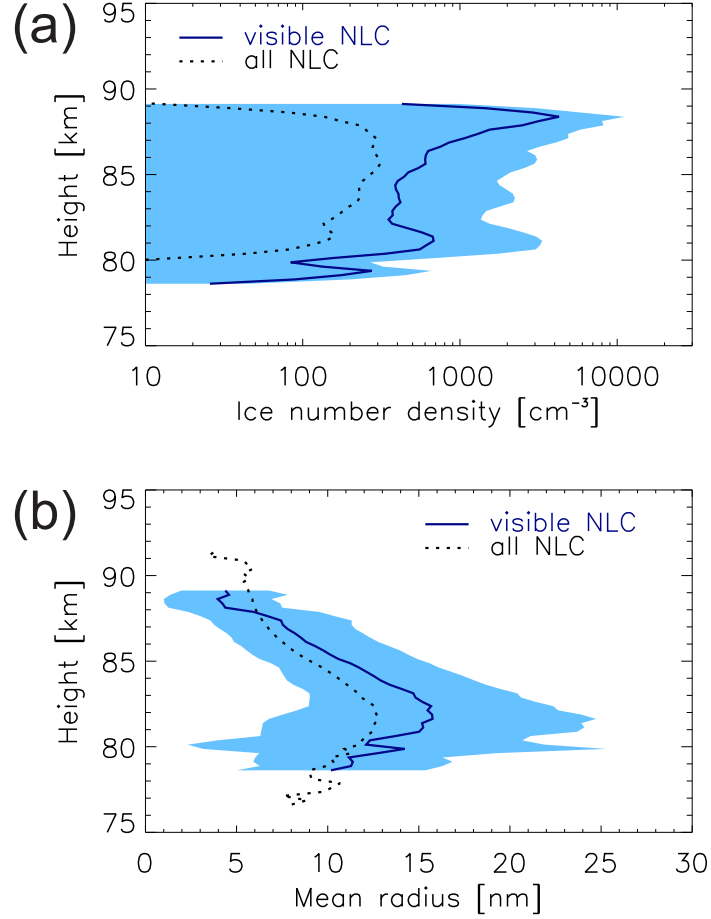 (a)
visible NLC
all NLC
95
90
85
80
75
Height [km]
10 100 1000 10000
Ice number density [cm⁻³]
(b)
visible NLC
all NLC
95
90
85
80
75
Height [km]
0 5 10 15 20 25 30
Mean radius [nm]